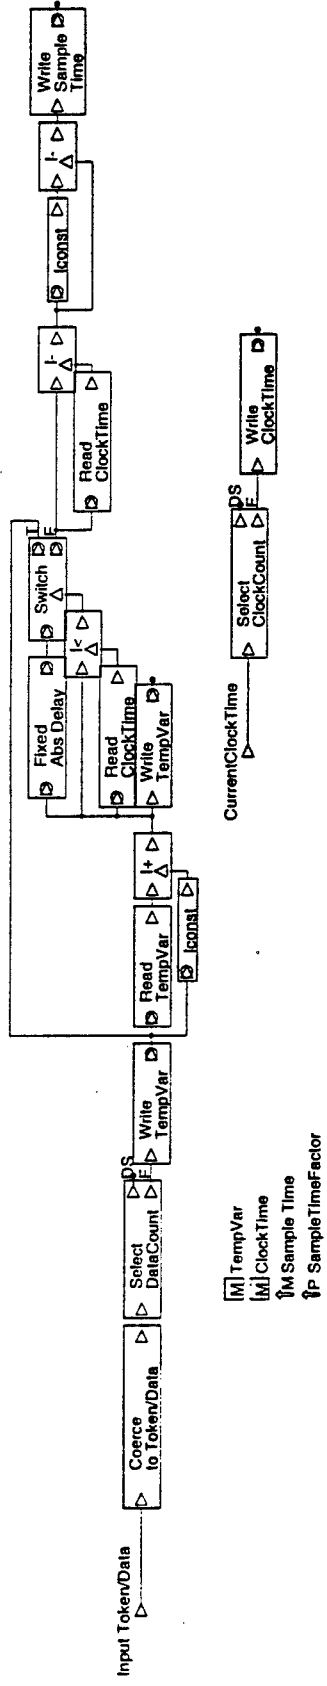 Input Token/Data
Coerce
to Token/Data
Select
DataCount
DS
F
Write
TempVar
Read
TempVar
Iconst
I+
Write
TempVar
Read
ClockTime
Fixed
Abs Delay
I<
Switch
T
F
Read
ClockTime
I-
Iconst
I-
Write
Sample
Time
CurrentClockTime
Select
ClockCount
DS
F
Write
ClockTime
[M] TempVar
[M] ClockTime
⇑M Sample Time
⇑P SampleTimeFactor